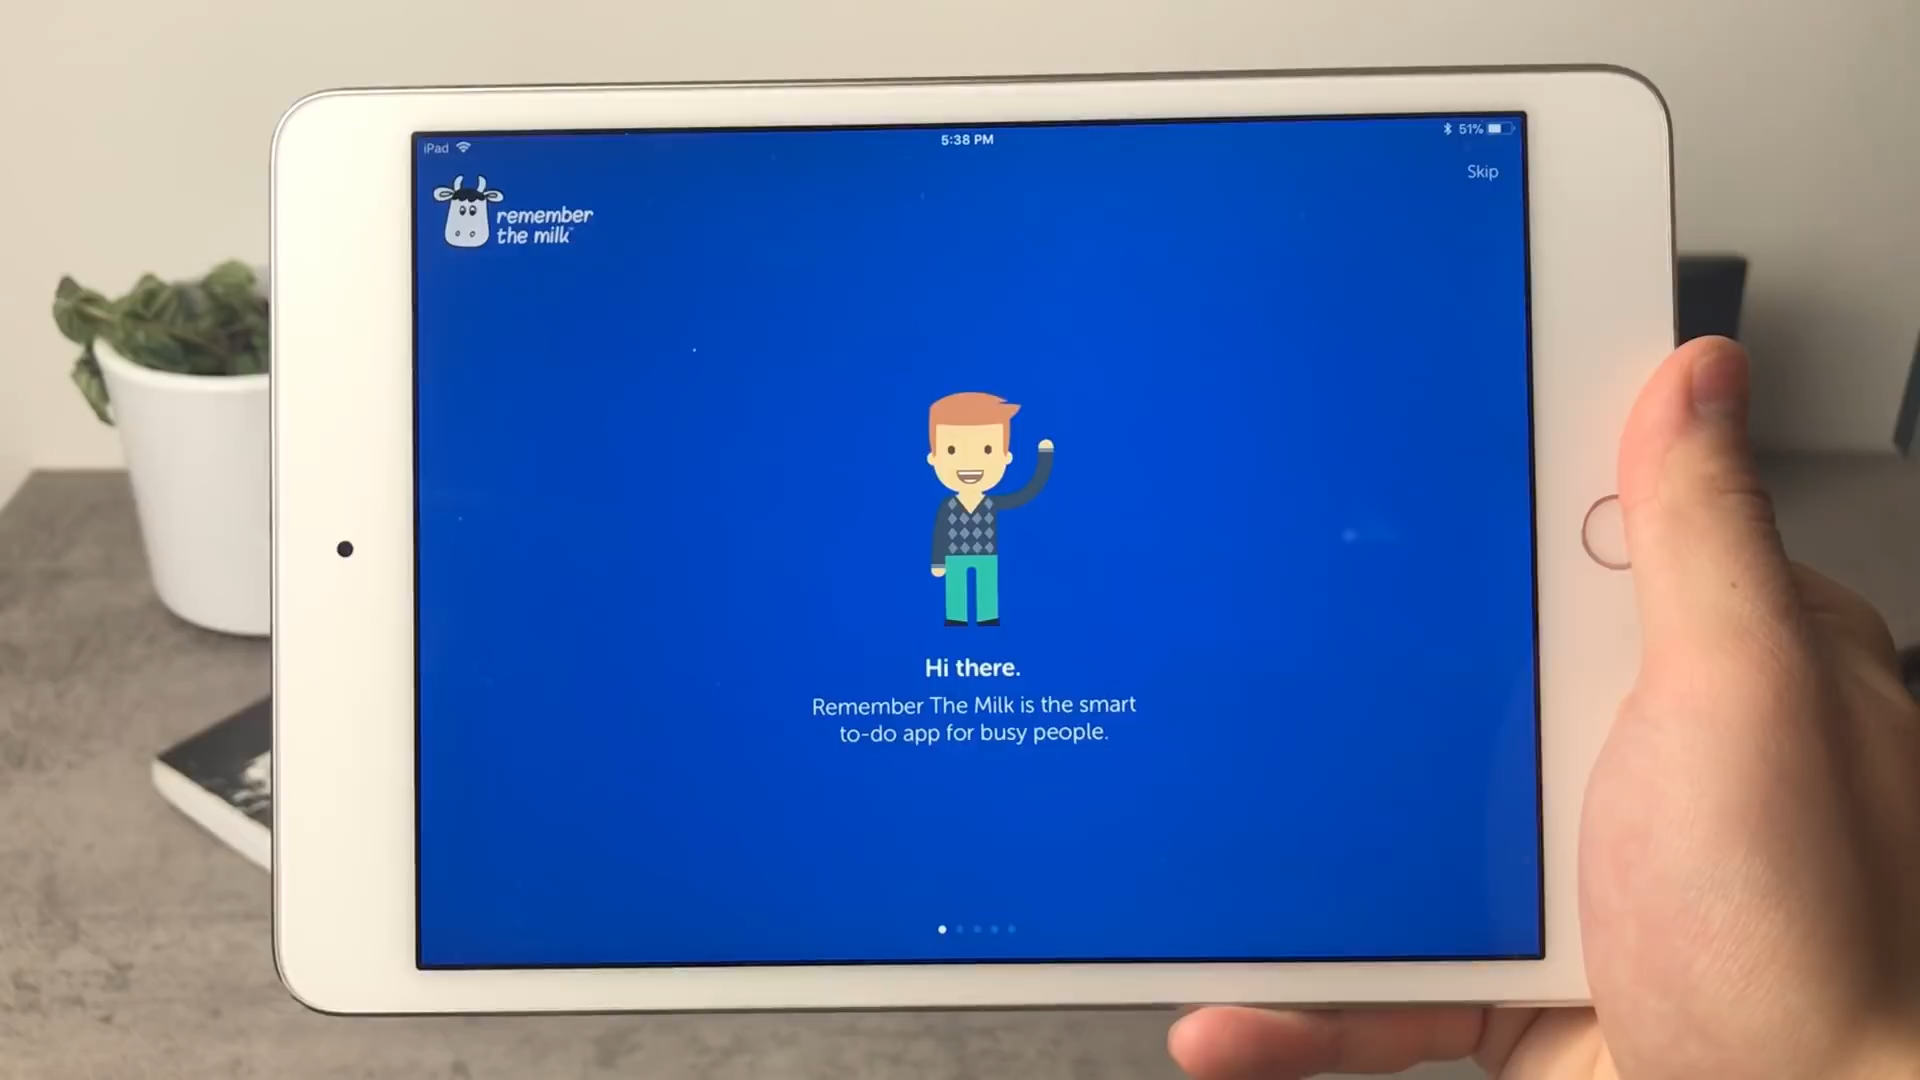 iPad
5:38 PM
51%
Skip
remember
the milk™
Hi there.
Remember The Milk is the smart
to-do app for busy people.